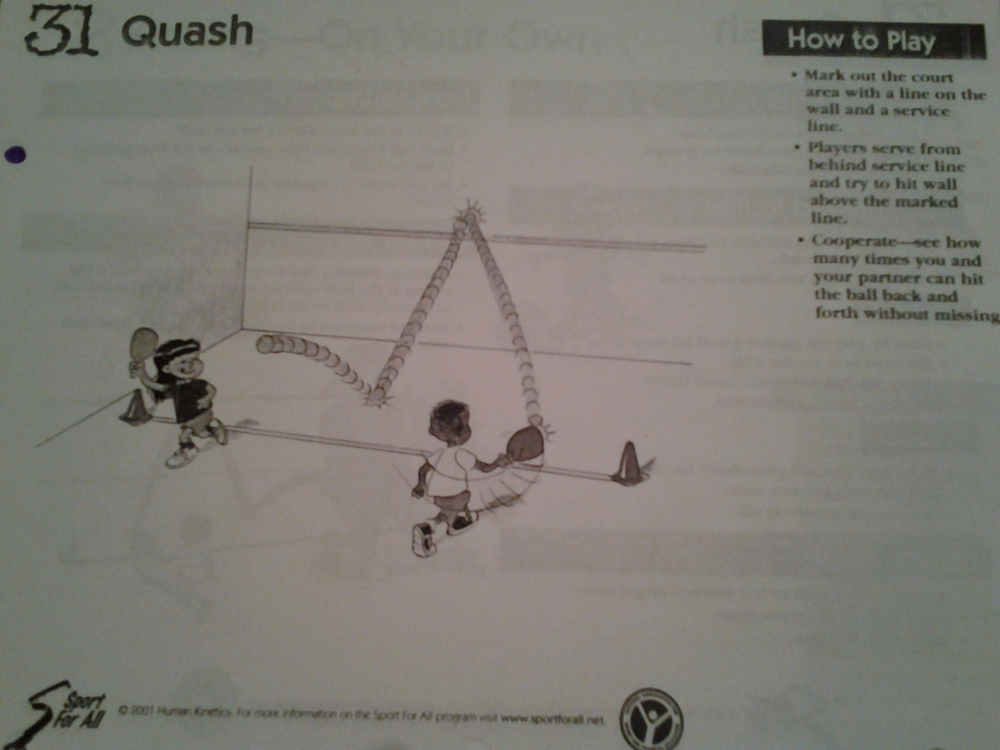 31 Quash
How to Play
• Mark out the court
area with a line on the
wall and a service
line.
• Players serve from
behind service line
and try to hit wall
above the marked
line.
• Cooperate—see how
many times you and
your partner can hit
the ball back and
forth without missing
Sport
For All
© 2001 Human Kinetics. For more information on the Sport For All program visit www.sportforall.net.